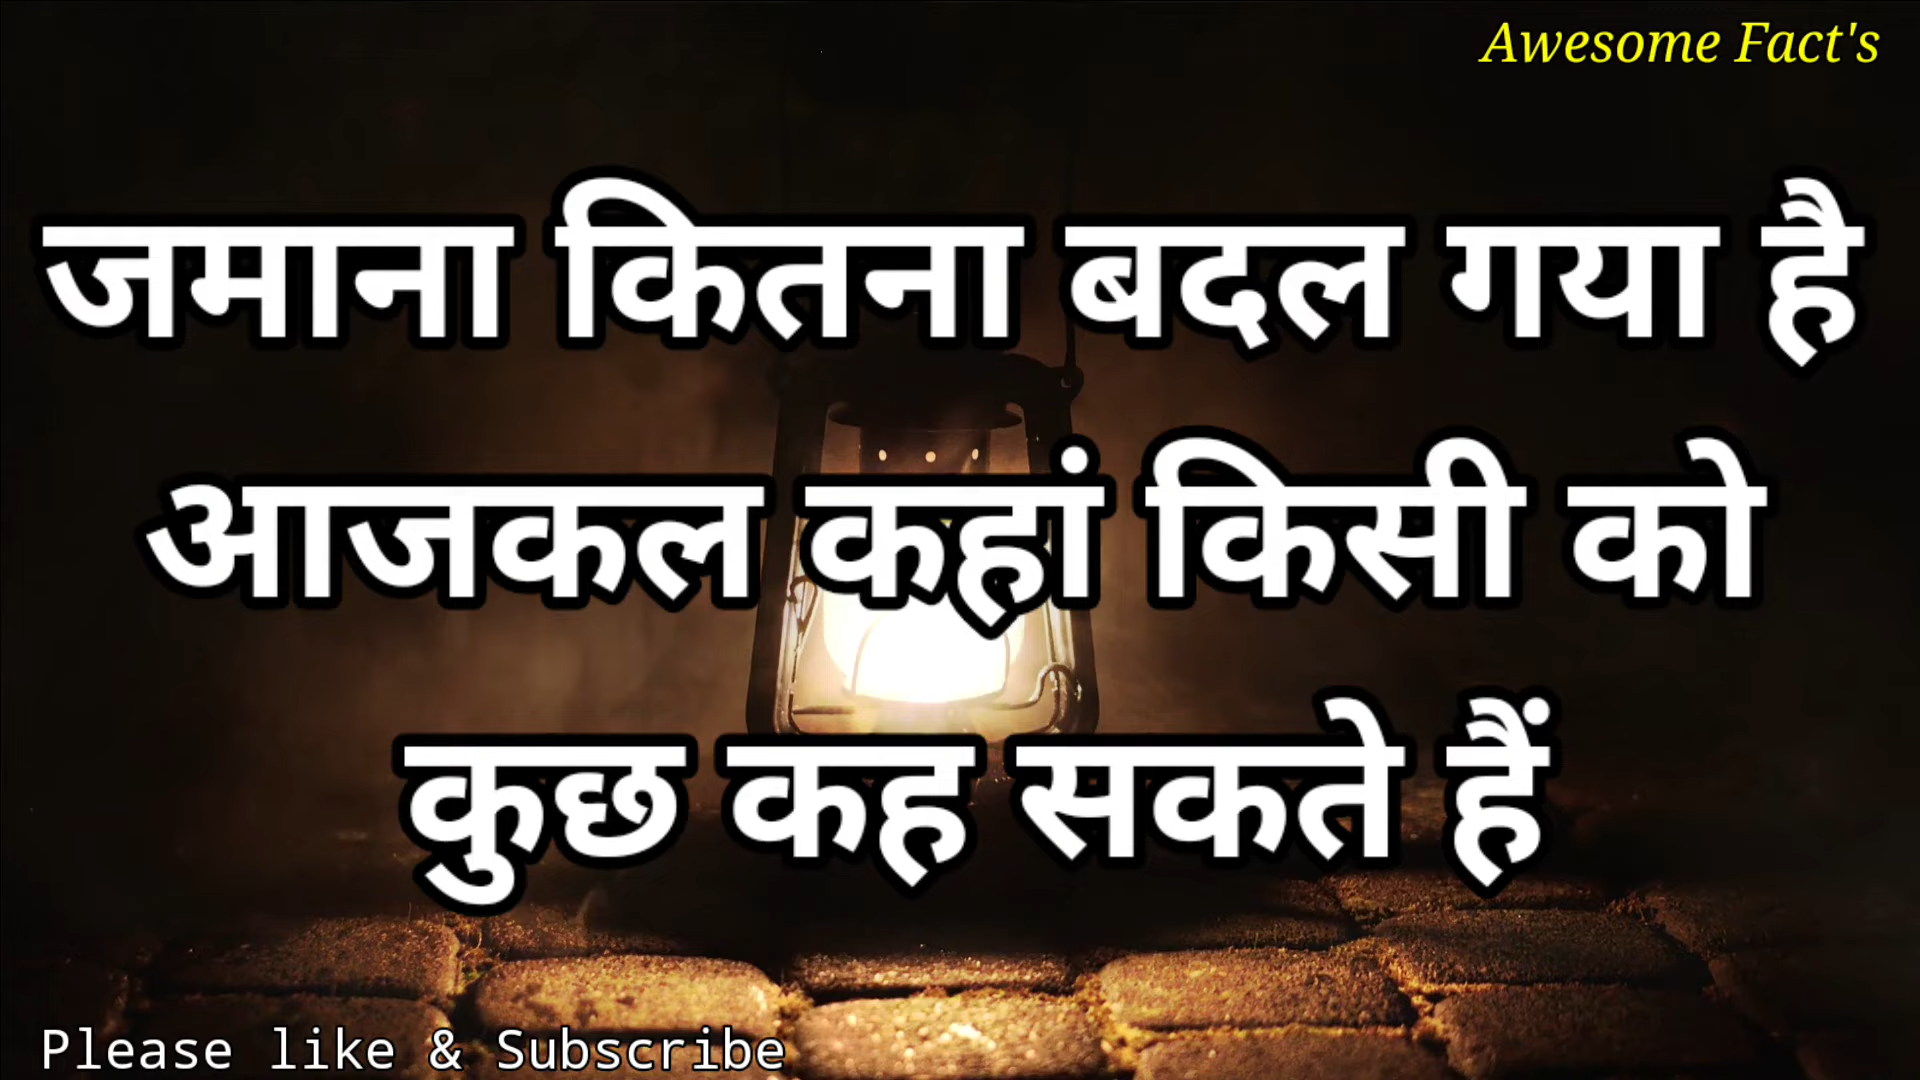 Awesome Fact's
जमाना कितना बदल गया है
आजकल कहां किसी को
कुछ कह सकते हैं
Please like & Subscribe